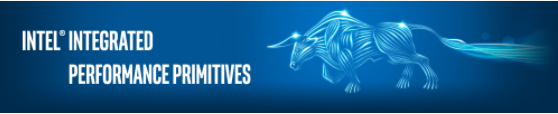 INTEL® INTEGRATED
PERFORMANCE PRIMITIVES